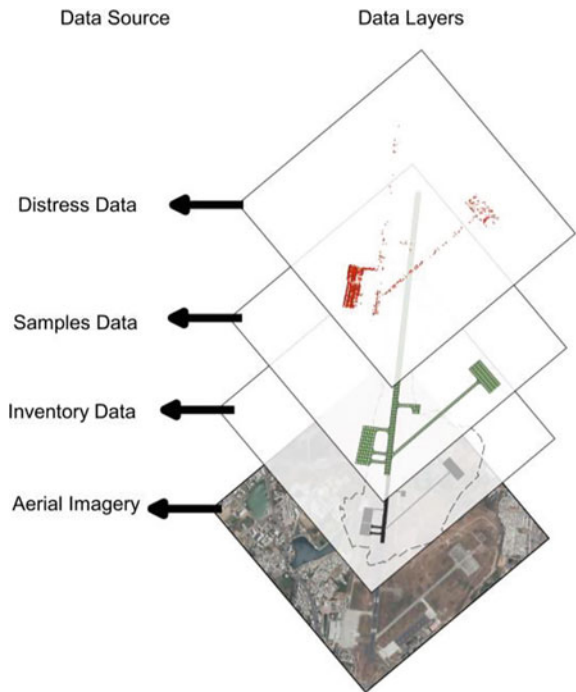 Data Source
Data Layers
Distress Data
Samples Data
Inventory Data
Aerial Imagery